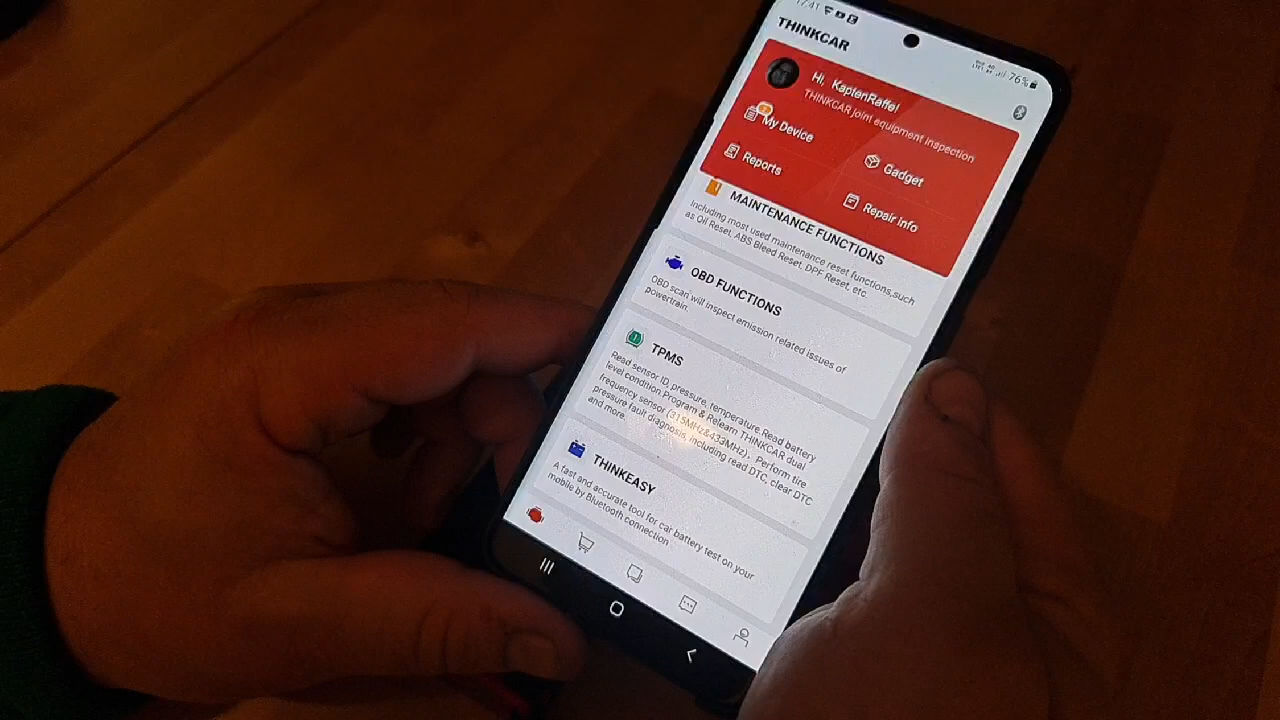 17:41
76%
THINKCAR
Hi, KaptenRaffe!
THINKCAR joint equipment inspection
My Device
Gadget
Reports
Repair info
MAINTENANCE FUNCTIONS
Including most used maintenance reset functions,such
as Oil Reset, ABS Bleed Reset, DPF Reset, etc
OBD FUNCTIONS
OBD scan will inspect emission related issues of
powertrain.
TPMS
Read sensor ID, pressure, temperature.Read battery
level condition.Program & Relearn THINKCAR dual
frequency sensor (315MHz&433MHz)、Perform tire
pressure fault diagnosis, including read DTC, clear DTC
and more.
THINKEASY
A fast and accurate tool for car battery test on your
mobile by Bluetooth connection